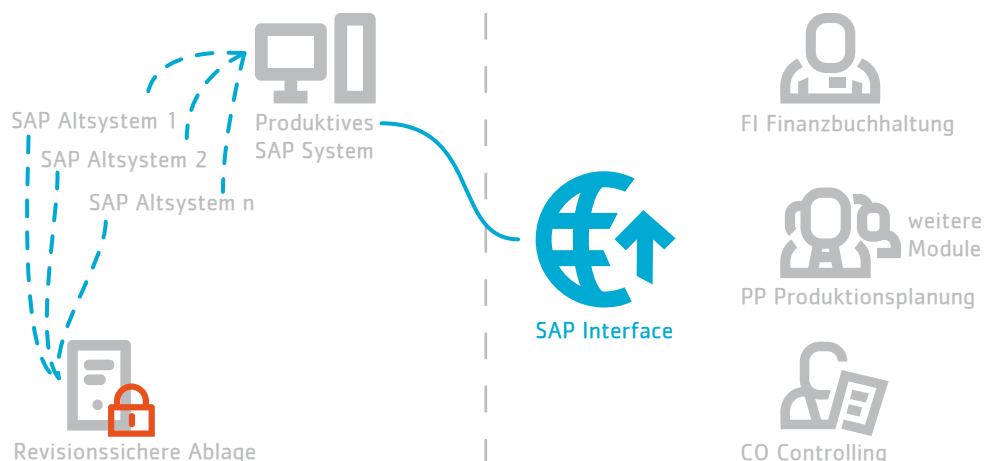 SAP Altsystem 1
SAP Altsystem 2
SAP Altsystem n
Produktives
SAP System
Revisionssichere Ablage
SAP Interface
FI Finanzbuchhaltung
weitere
Module
PP Produktionsplanung
CO Controlling